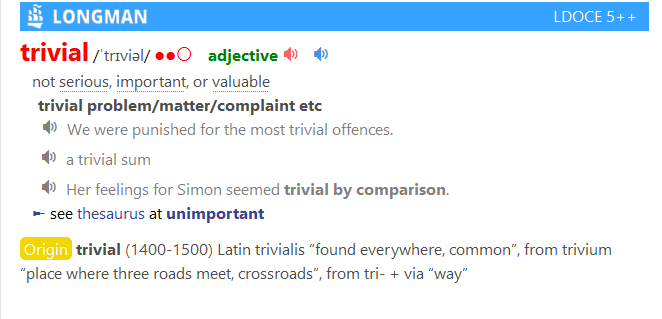 LONGMAN LDOCE 5++
trivial /ˈtrɪviəl/ ●●○ adjective
not serious, important, or valuable
trivial problem/matter/complaint etc
We were punished for the most trivial offences.
a trivial sum
Her feelings for Simon seemed trivial by comparison.
► see thesaurus at unimportant
Origin trivial (1400-1500) Latin trivialis “found everywhere, common”, from trivium
“place where three roads meet, crossroads”, from tri- + via “way”